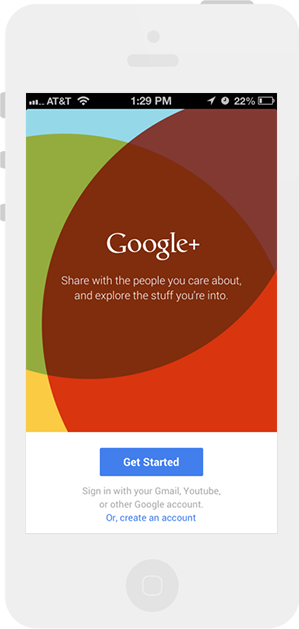 AT&T 1:29 PM 22%
Google+
Share with the people you care about,
and explore the stuff you're into.
Get Started
Sign in with your Gmail, Youtube,
or other Google account.
Or, create an account